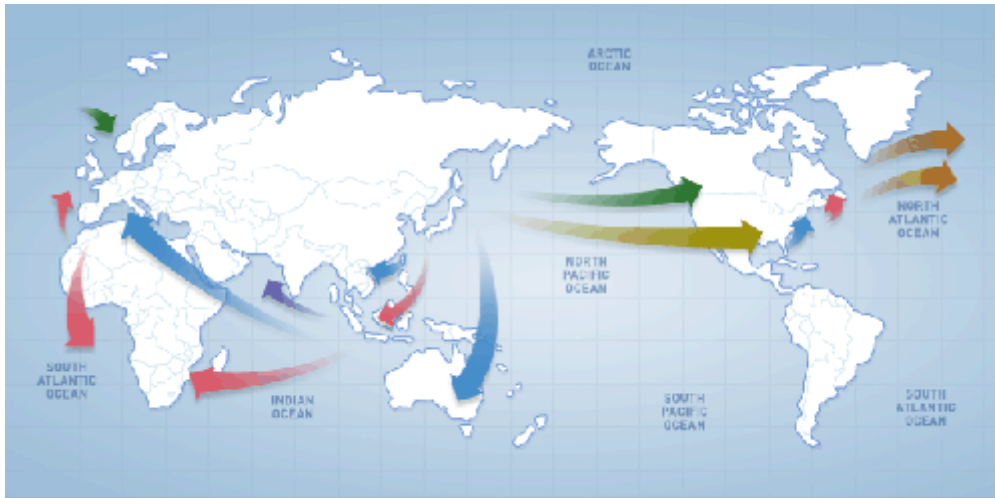 ARCTIC
OCEAN
NORTH
ATLANTIC
OCEAN
NORTH
PACIFIC
OCEAN
SOUTH
ATLANTIC
OCEAN
INDIAN
OCEAN
SOUTH
PACIFIC
OCEAN
SOUTH
ATLANTIC
OCEAN